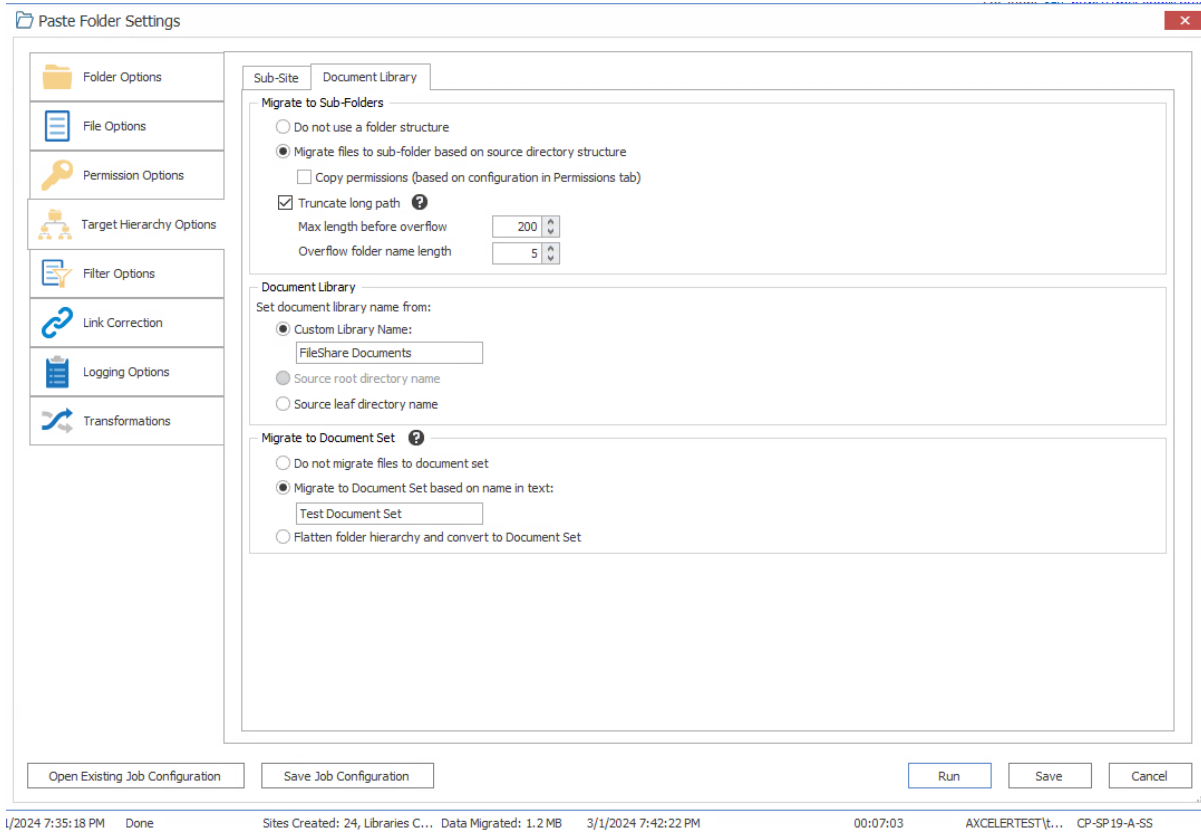 Paste Folder Settings
Folder Options
File Options
Permission Options
Target Hierarchy Options
Filter Options
Link Correction
Logging Options
Transformations
Sub-Site Document Library
Migrate to Sub-Folders
Do not use a folder structure
Migrate files to sub-folder based on source directory structure
Copy permissions (based on configuration in Permissions tab)
Truncate long path ?
Max length before overflow 200
Overflow folder name length 5
Document Library
Set document library name from:
Custom Library Name:
FileShare Documents
Source root directory name
Source leaf directory name
Migrate to Document Set ?
Do not migrate files to document set
Migrate to Document Set based on name in text:
Test Document Set
Flatten folder hierarchy and convert to Document Set
Open Existing Job Configuration Save Job Configuration Run Save Cancel
1/2024 7:35:18 PM Done Sites Created: 24, Libraries C... Data Migrated: 1.2 MB 3/1/2024 7:42:22 PM 00:07:03 AXCELERTEST\t... CP-SP19-A-SS